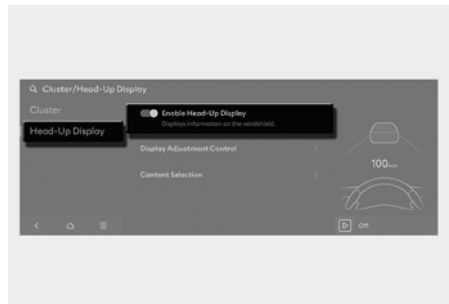 Cluster/Head-Up Display
Cluster
Head-Up Display
Enable Head-Up Display
Displays information on the windshield.
Display Adjustment Control
Content Selection
100
Off